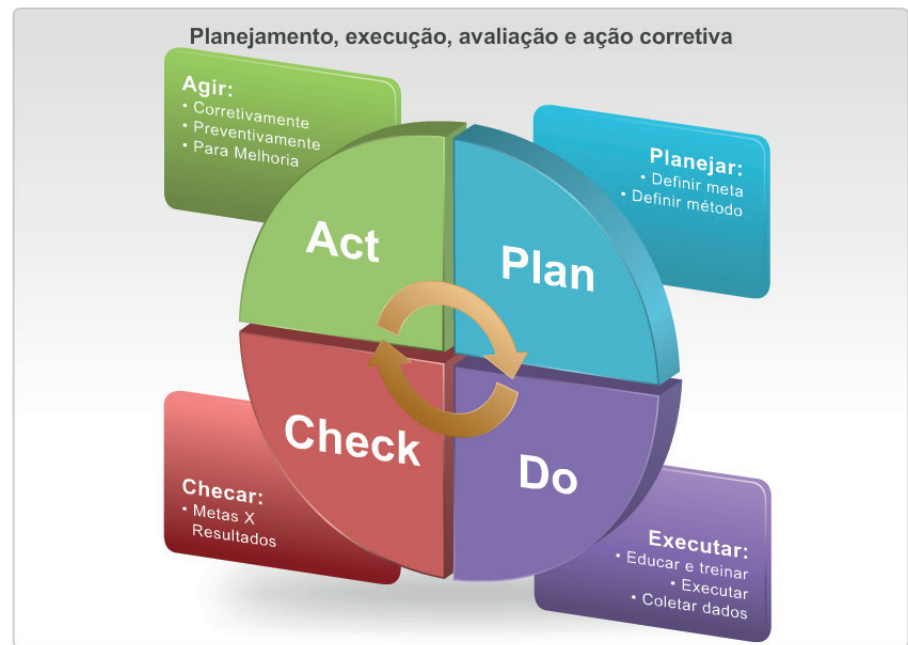 Planejamento, execução, avaliação e ação corretiva
Agir:
• Corretivamente
• Preventivamente
• Para Melhoria
Planejar:
• Definir meta
• Definir método
Act
Plan
Check
Do
Checar:
• Metas X
Resultados
Executar:
• Educar e treinar
• Executar
• Coletar dados